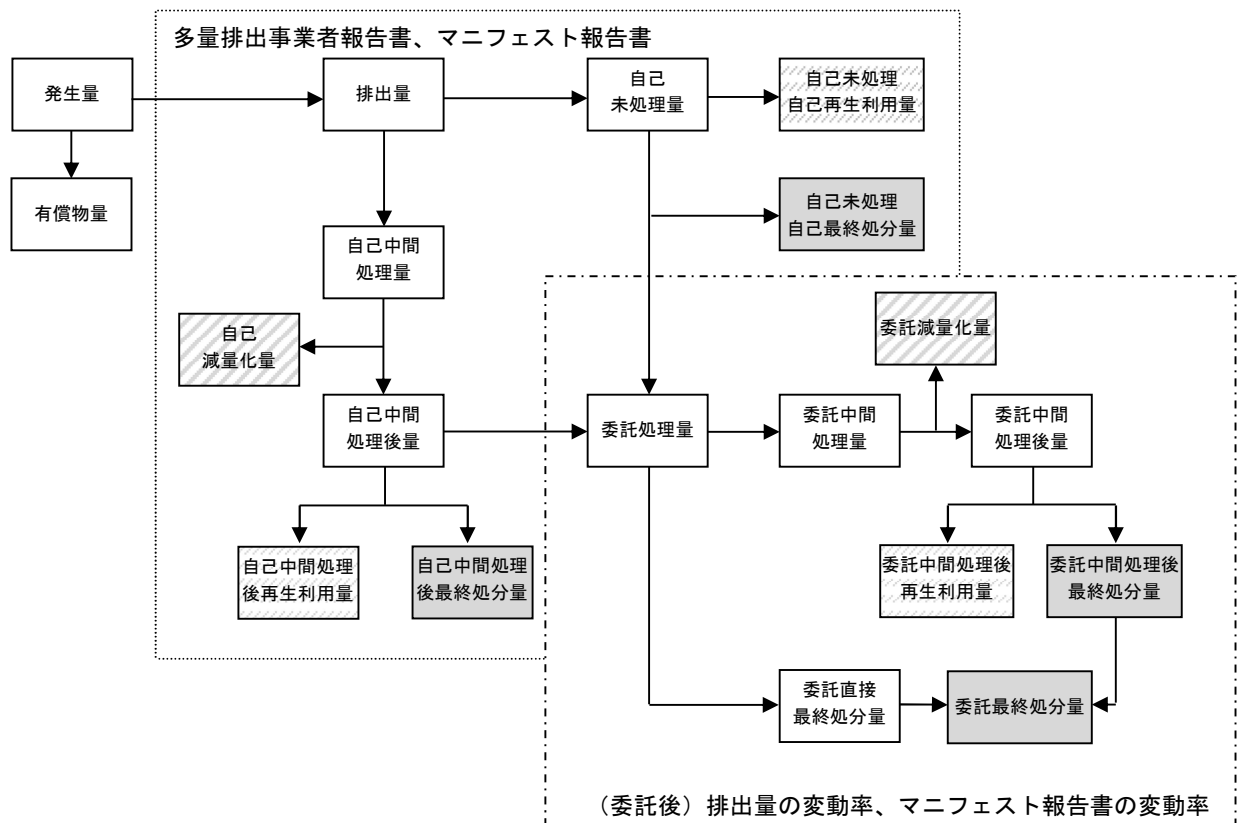 多量排出事業者報告書、マニフェスト報告書
発生量
排出量
自己
未処理量
自己未処理
自己再生利用量
有償物量
自己未処理
自己最終処分量
自己中間
処理量
自己
減量化量
委託減量化量
自己中間
処理後量
委託処理量
委託中間
処理量
委託中間
処理後量
自己中間処理
後再生利用量
自己中間処理
後最終処分量
委託中間処理後
再生利用量
委託中間処理後
最終処分量
委託直接
最終処分量
委託最終処分量
（委託後）排出量の変動率、マニフェスト報告書の変動率